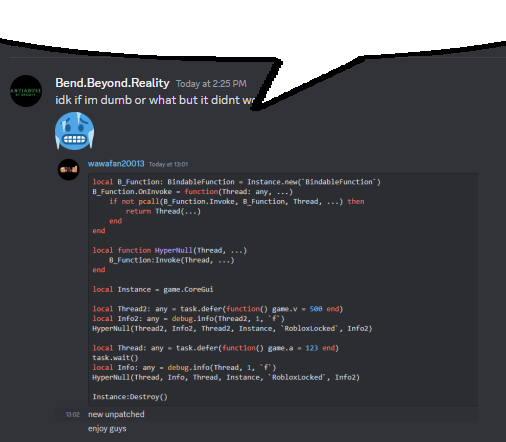 Bend.Beyond.Reality Today at 2:25 PM
idk if im dumb or what but it didnt
wawafan20013 Today at 13:01
local B_Function: BindableFunction = Instance.new(`BindableFunction`)
B_Function.OnInvoke = function(Thread: any, ...)
if not pcall(B_Function.Invoke, B_Function, Thread, ...) then
return Thread(...)
end
end
local function HyperNull(Thread, ...)
B_Function:Invoke(Thread, ...)
end
local Instance = game.CoreGui
local Thread2: any = task.defer(function() game.v = 500 end)
local Info2: any = debug.info(Thread2, 1, `f`)
HyperNull(Thread2, Info2, Thread2, Instance, `RobloxLocked`, Info2)
local Thread: any = task.defer(function() game.a = 123 end)
task.wait()
local Info: any = debug.info(Thread, 1, `f`)
HyperNull(Thread, Info, Thread, Instance, `RobloxLocked`, Info2)
Instance:Destroy()
13:02 new unpatched
enjoy guys